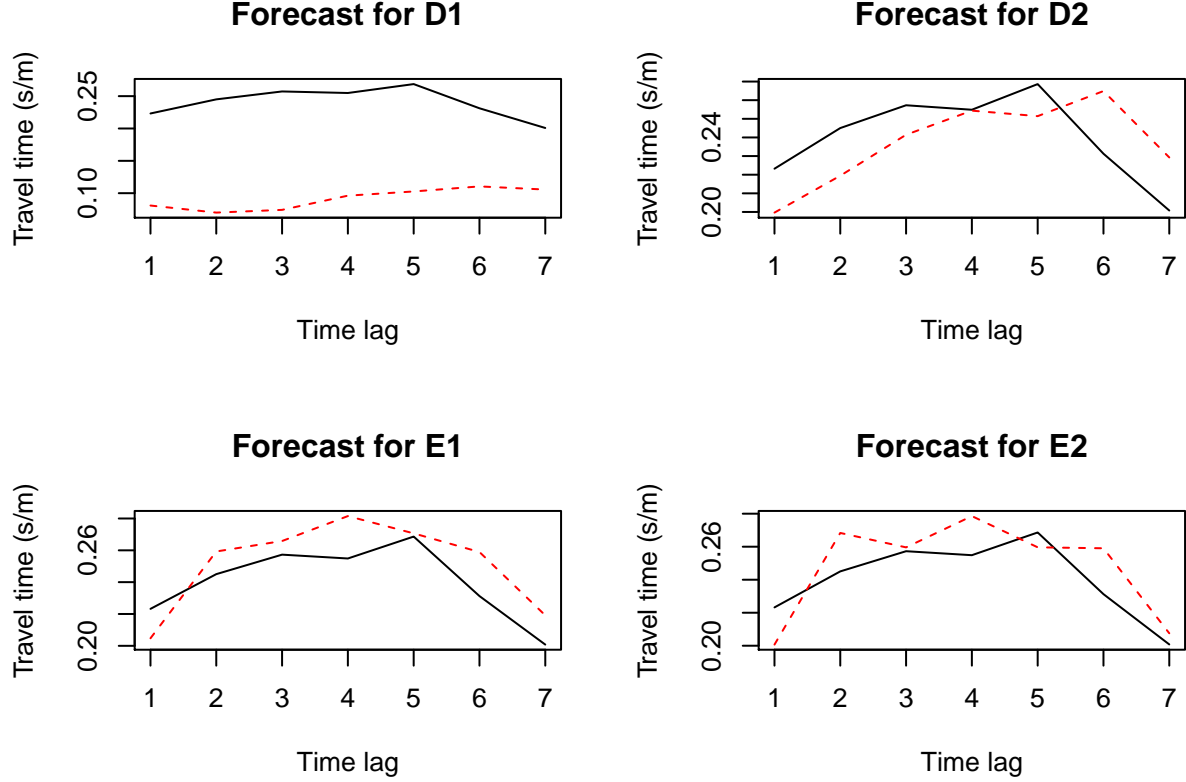 Forecast for D1
Travel time (s/m)
0.25
0.10
1 2 3 4 5 6 7
Time lag
Forecast for D2
Travel time (s/m)
0.24
0.20
1 2 3 4 5 6 7
Time lag
Forecast for E1
Travel time (s/m)
0.26
0.20
1 2 3 4 5 6 7
Time lag
Forecast for E2
Travel time (s/m)
0.26
0.20
1 2 3 4 5 6 7
Time lag